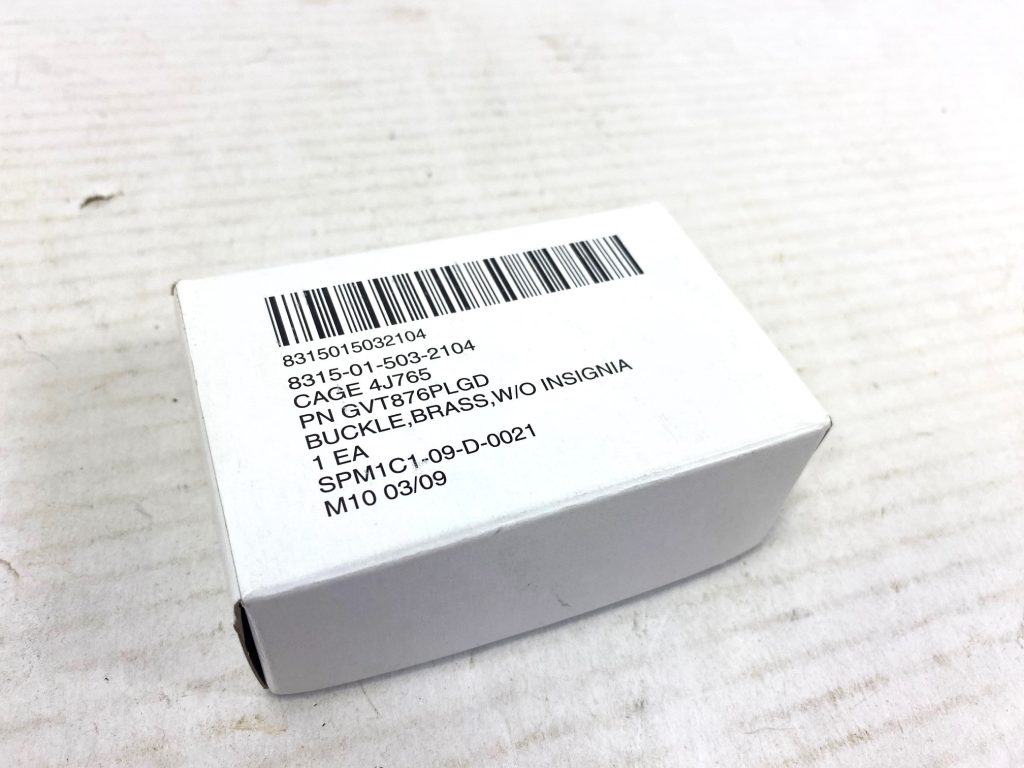 8315015032104
8315-01-503-2104
CAGE 4J765
PN GVT876PLGD
BUCKLE,BRASS,W/O INSIGNIA
1 EA
SPM1C1-09-D-0021
M10 03/09